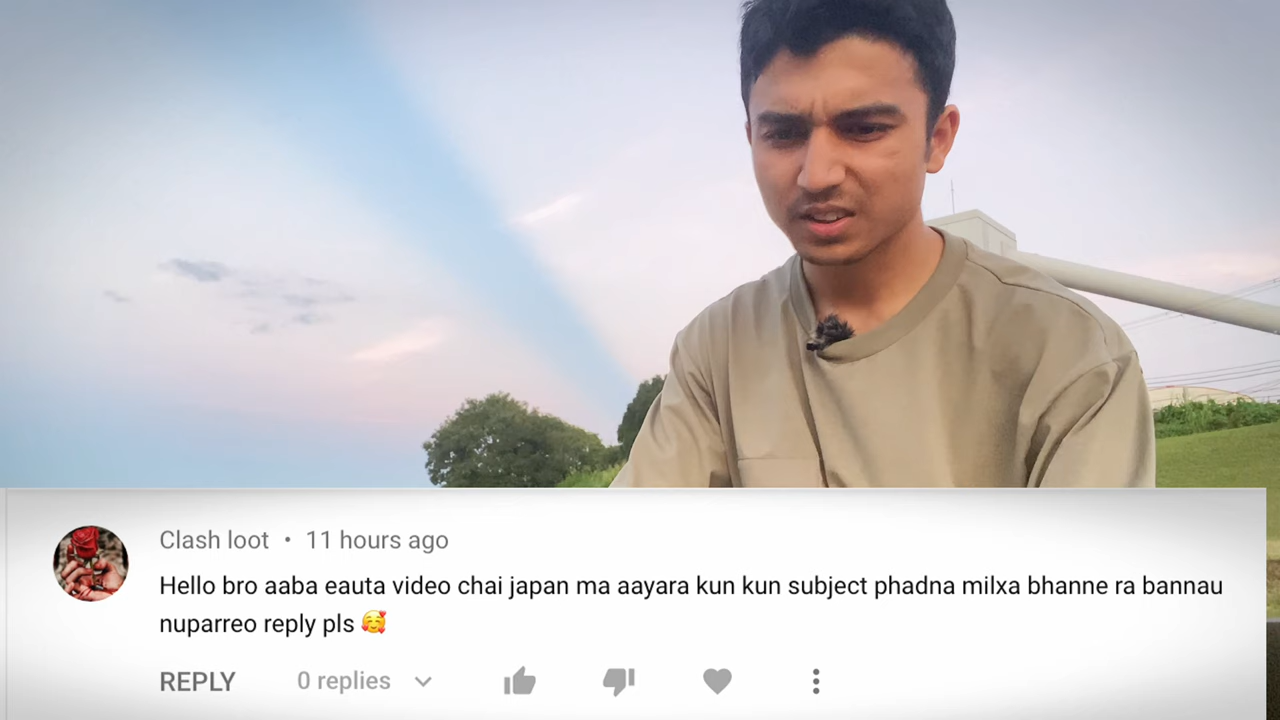 Clash loot • 11 hours ago
Hello bro aaba eauta video chai japan ma aayara kun kun subject phadna milxa bhanne ra bannau
nuparreo reply pls 🥰
REPLY 0 replies